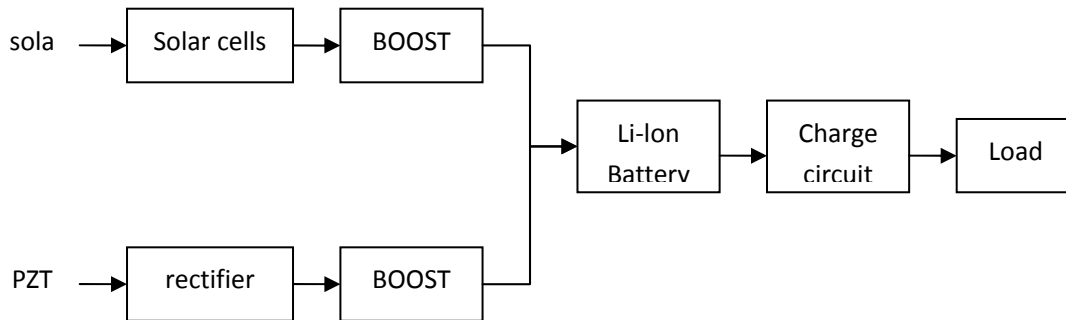 sola
Solar cells
BOOST
Li-Ion
Battery
Charge
circuit
Load
PZT
rectifier
BOOST